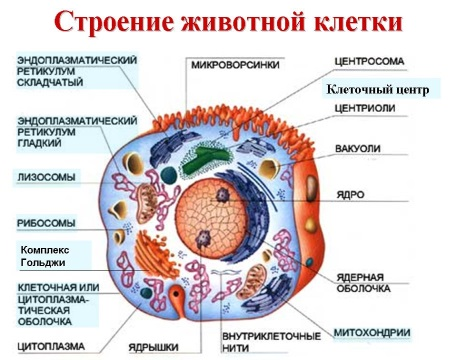 Строение животной клетки
ЭНДОПЛАЗМАТИЧЕСКИЙ
РЕТИКУЛУМ
СКЛАДЧАТЫЙ
МИКРОВОРСИНКИ
ЦЕНТРОСОМА
Клеточный центр
ЦЕНТРИОЛИ
ЭНДОПЛАЗМАТИЧЕСКИЙ
РЕТИКУЛУМ
ГЛАДКИЙ
ВАКУОЛИ
ЛИЗОСОМЫ
ЯДРО
РИБОСОМЫ
Комплекс
Гольджи
КЛЕТОЧНАЯ ИЛИ
ЦИТОПЛАЗМА-
ТИЧЕСКАЯ
ОБОЛОЧКА
ЯДЕРНАЯ
ОБОЛОЧКА
МИТОХОНДРИИ
ЦИТОПЛАЗМА
ЯДРЫШКИ
ВНУТРИКЛЕТОЧНЫЕ
НИТИ